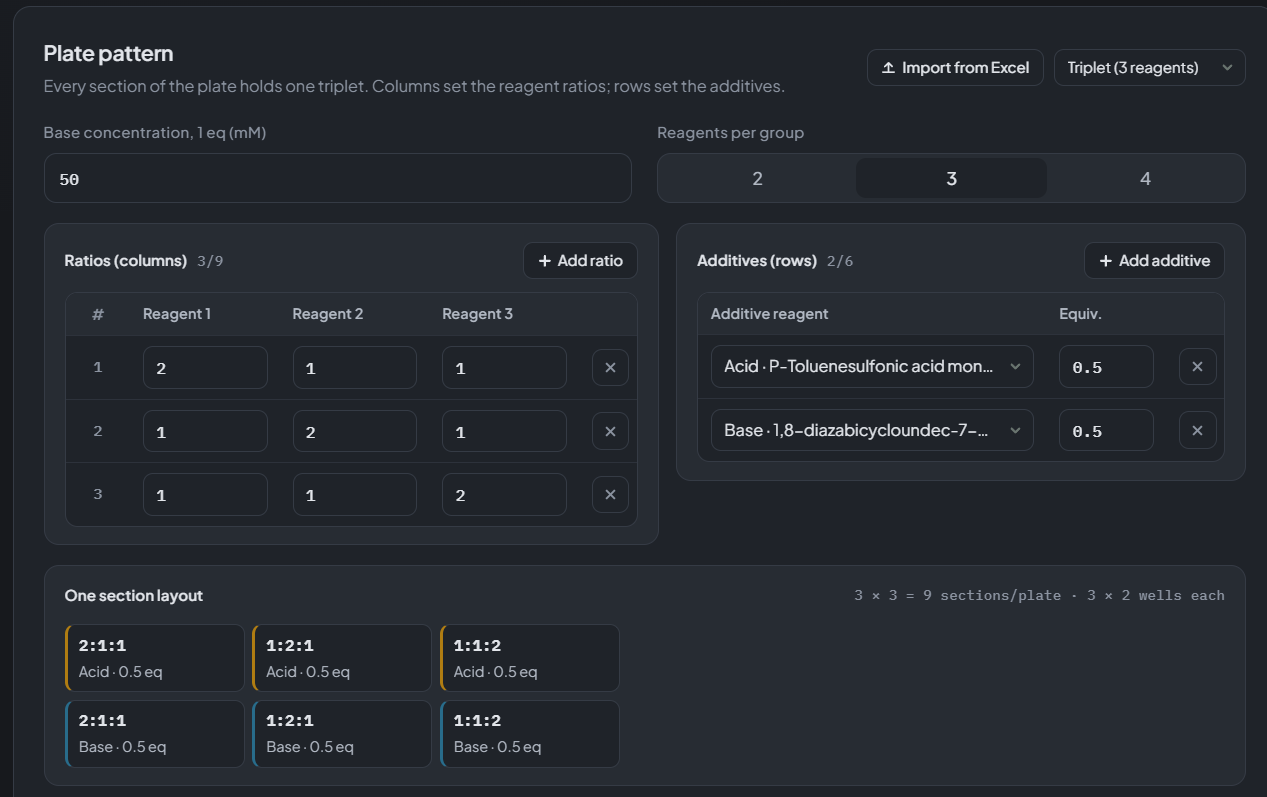 Plate pattern
Import from Excel
Triplet (3 reagents)
Every section of the plate holds one triplet. Columns set the reagent ratios; rows set the additives.
Base concentration, 1 eq (mM)
50
Reagents per group
2 3 4
Ratios (columns) 3/9
+ Add ratio
# Reagent 1 Reagent 2 Reagent 3
1 2 1 1 ×
2 1 2 1 ×
3 1 1 2 ×
Additives (rows) 2/6
+ Add additive
Additive reagent Equiv.
Acid · P-Toluenesulfonic acid mon... 0.5 ×
Base · 1,8-diazabicycloundec-7-... 0.5 ×
One section layout
3 × 3 = 9 sections/plate · 3 × 2 wells each
2:1:1 1:2:1 1:1:2
Acid · 0.5 eq Acid · 0.5 eq Acid · 0.5 eq
2:1:1 1:2:1 1:1:2
Base · 0.5 eq Base · 0.5 eq Base · 0.5 eq